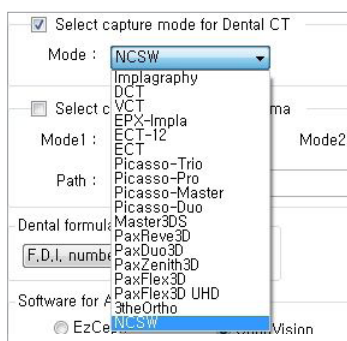 Select capture mode for Dental CT
Mode :
NCSW
Implagraphy
DCT
VCT
EPX-Impla
ECT-12
ECT
Picasso-Trio
Picasso-Pro
Picasso-Master
Picasso-Duo
Master3DS
PaxReve3D
PaxDuo3D
PaxZenith3D
PaxFlex3D
PaxFlex3D UHD
3theOrtho
NCSW
Select
Mode1 :
Mode2
Path :
Dental formula
F,D,I, numbe
Software for A
EzCe
Vision